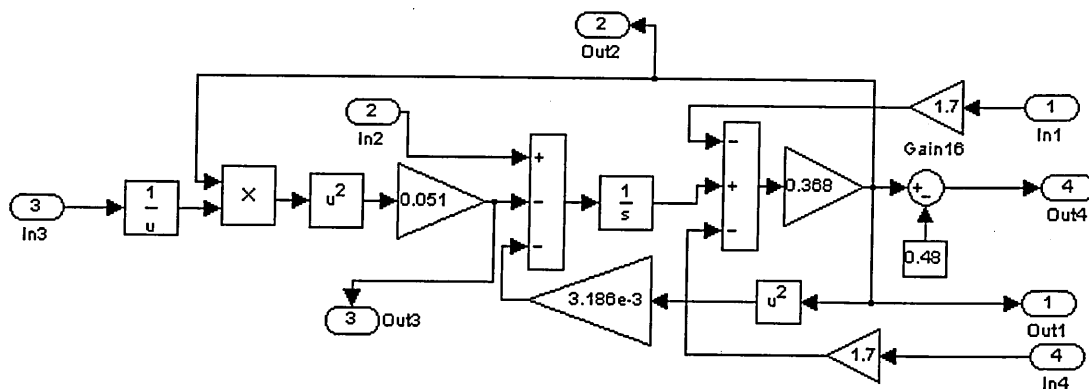 2
Out2
1.7
1
In1
Gain16
2
In2
+
-
-
1
s
-
+
-
0.368
+
-
4
Out4
0.48
3
In3
1
u
×
u²
0.051
3.186e-3
u²
1
Out1
3
Out3
1.7
4
In4